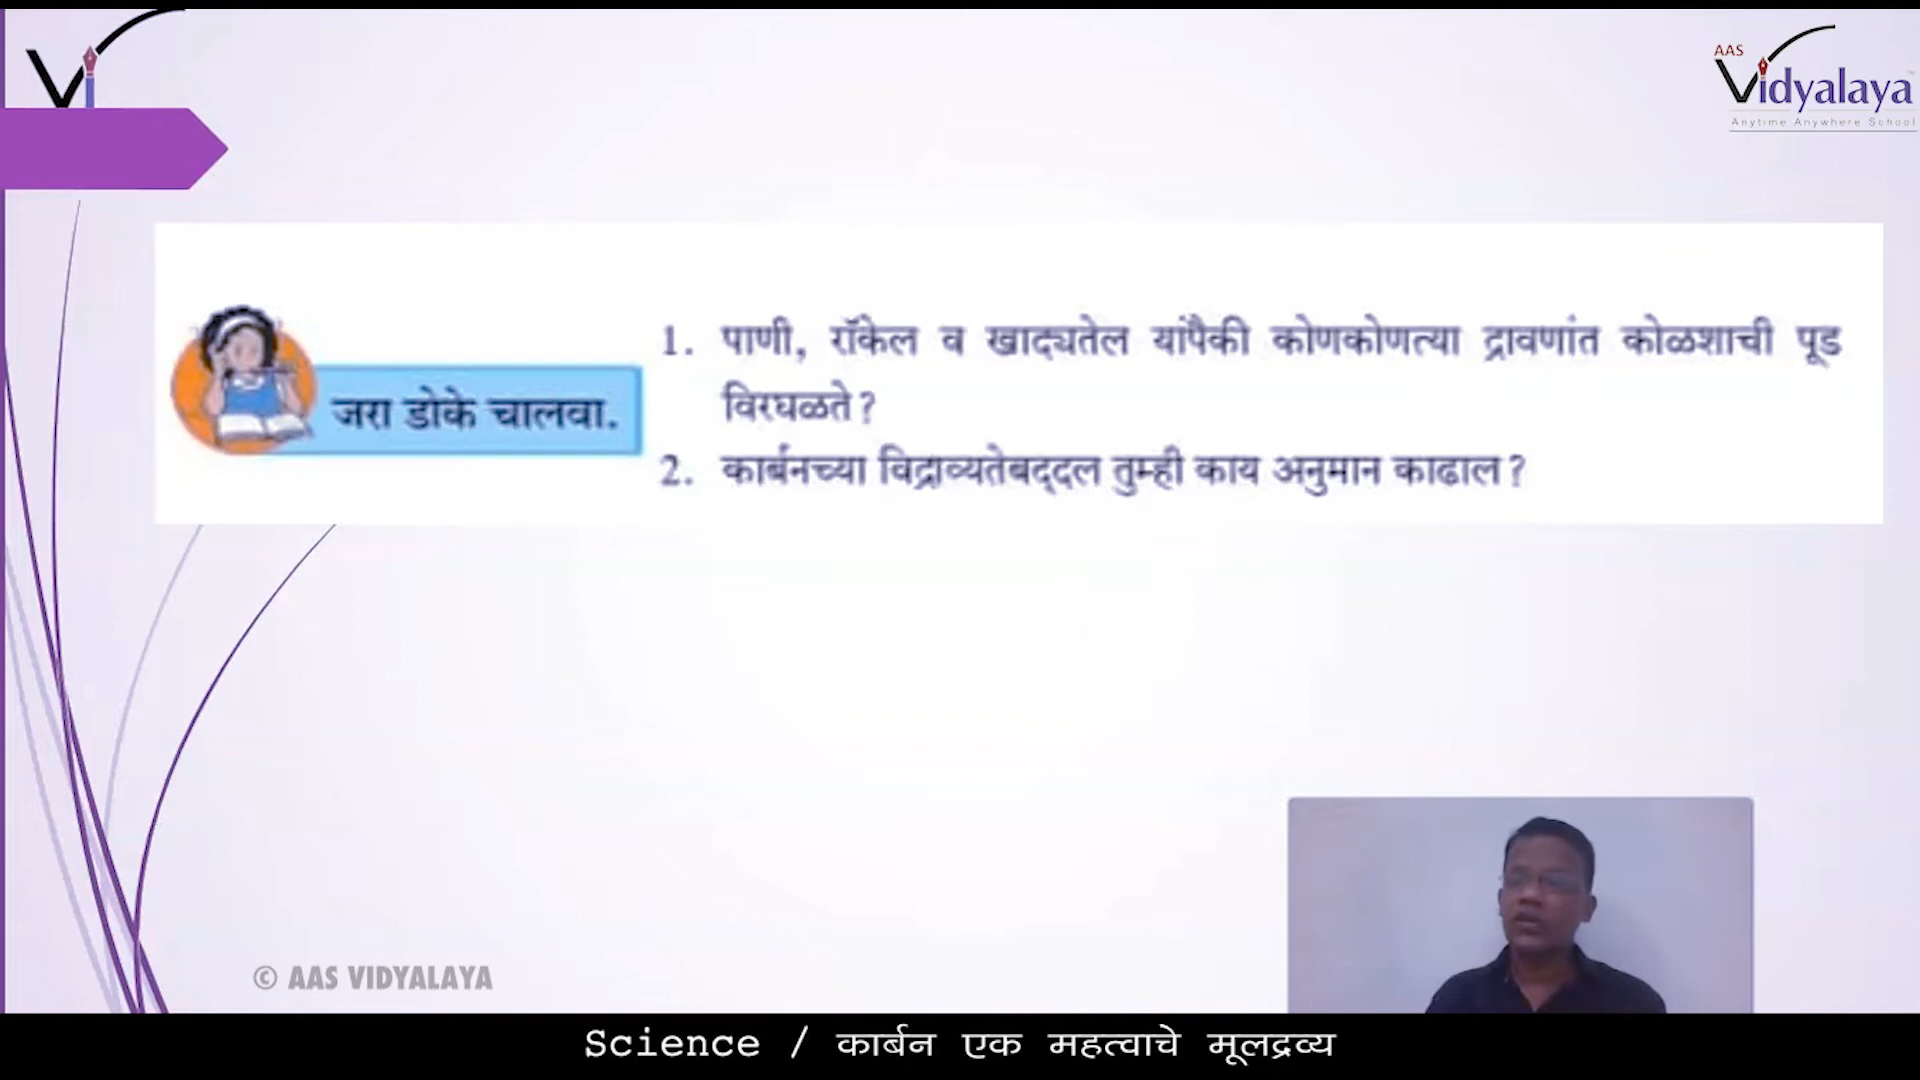 AAS
Vidyalaya
Anytime Anywhere School
1. पाणी, रॉकेल व खाद्यतेल यांपैकी कोणकोणत्या द्रावणांत कोळशाची पूड
विरघळते?
जरा डोके चालवा.
2. कार्बनच्या विद्राव्यतेबद्दल तुम्ही काय अनुमान काढाल?
© AAS VIDYALAYA
Science / कार्बन एक महत्वाचे मूलद्रव्य